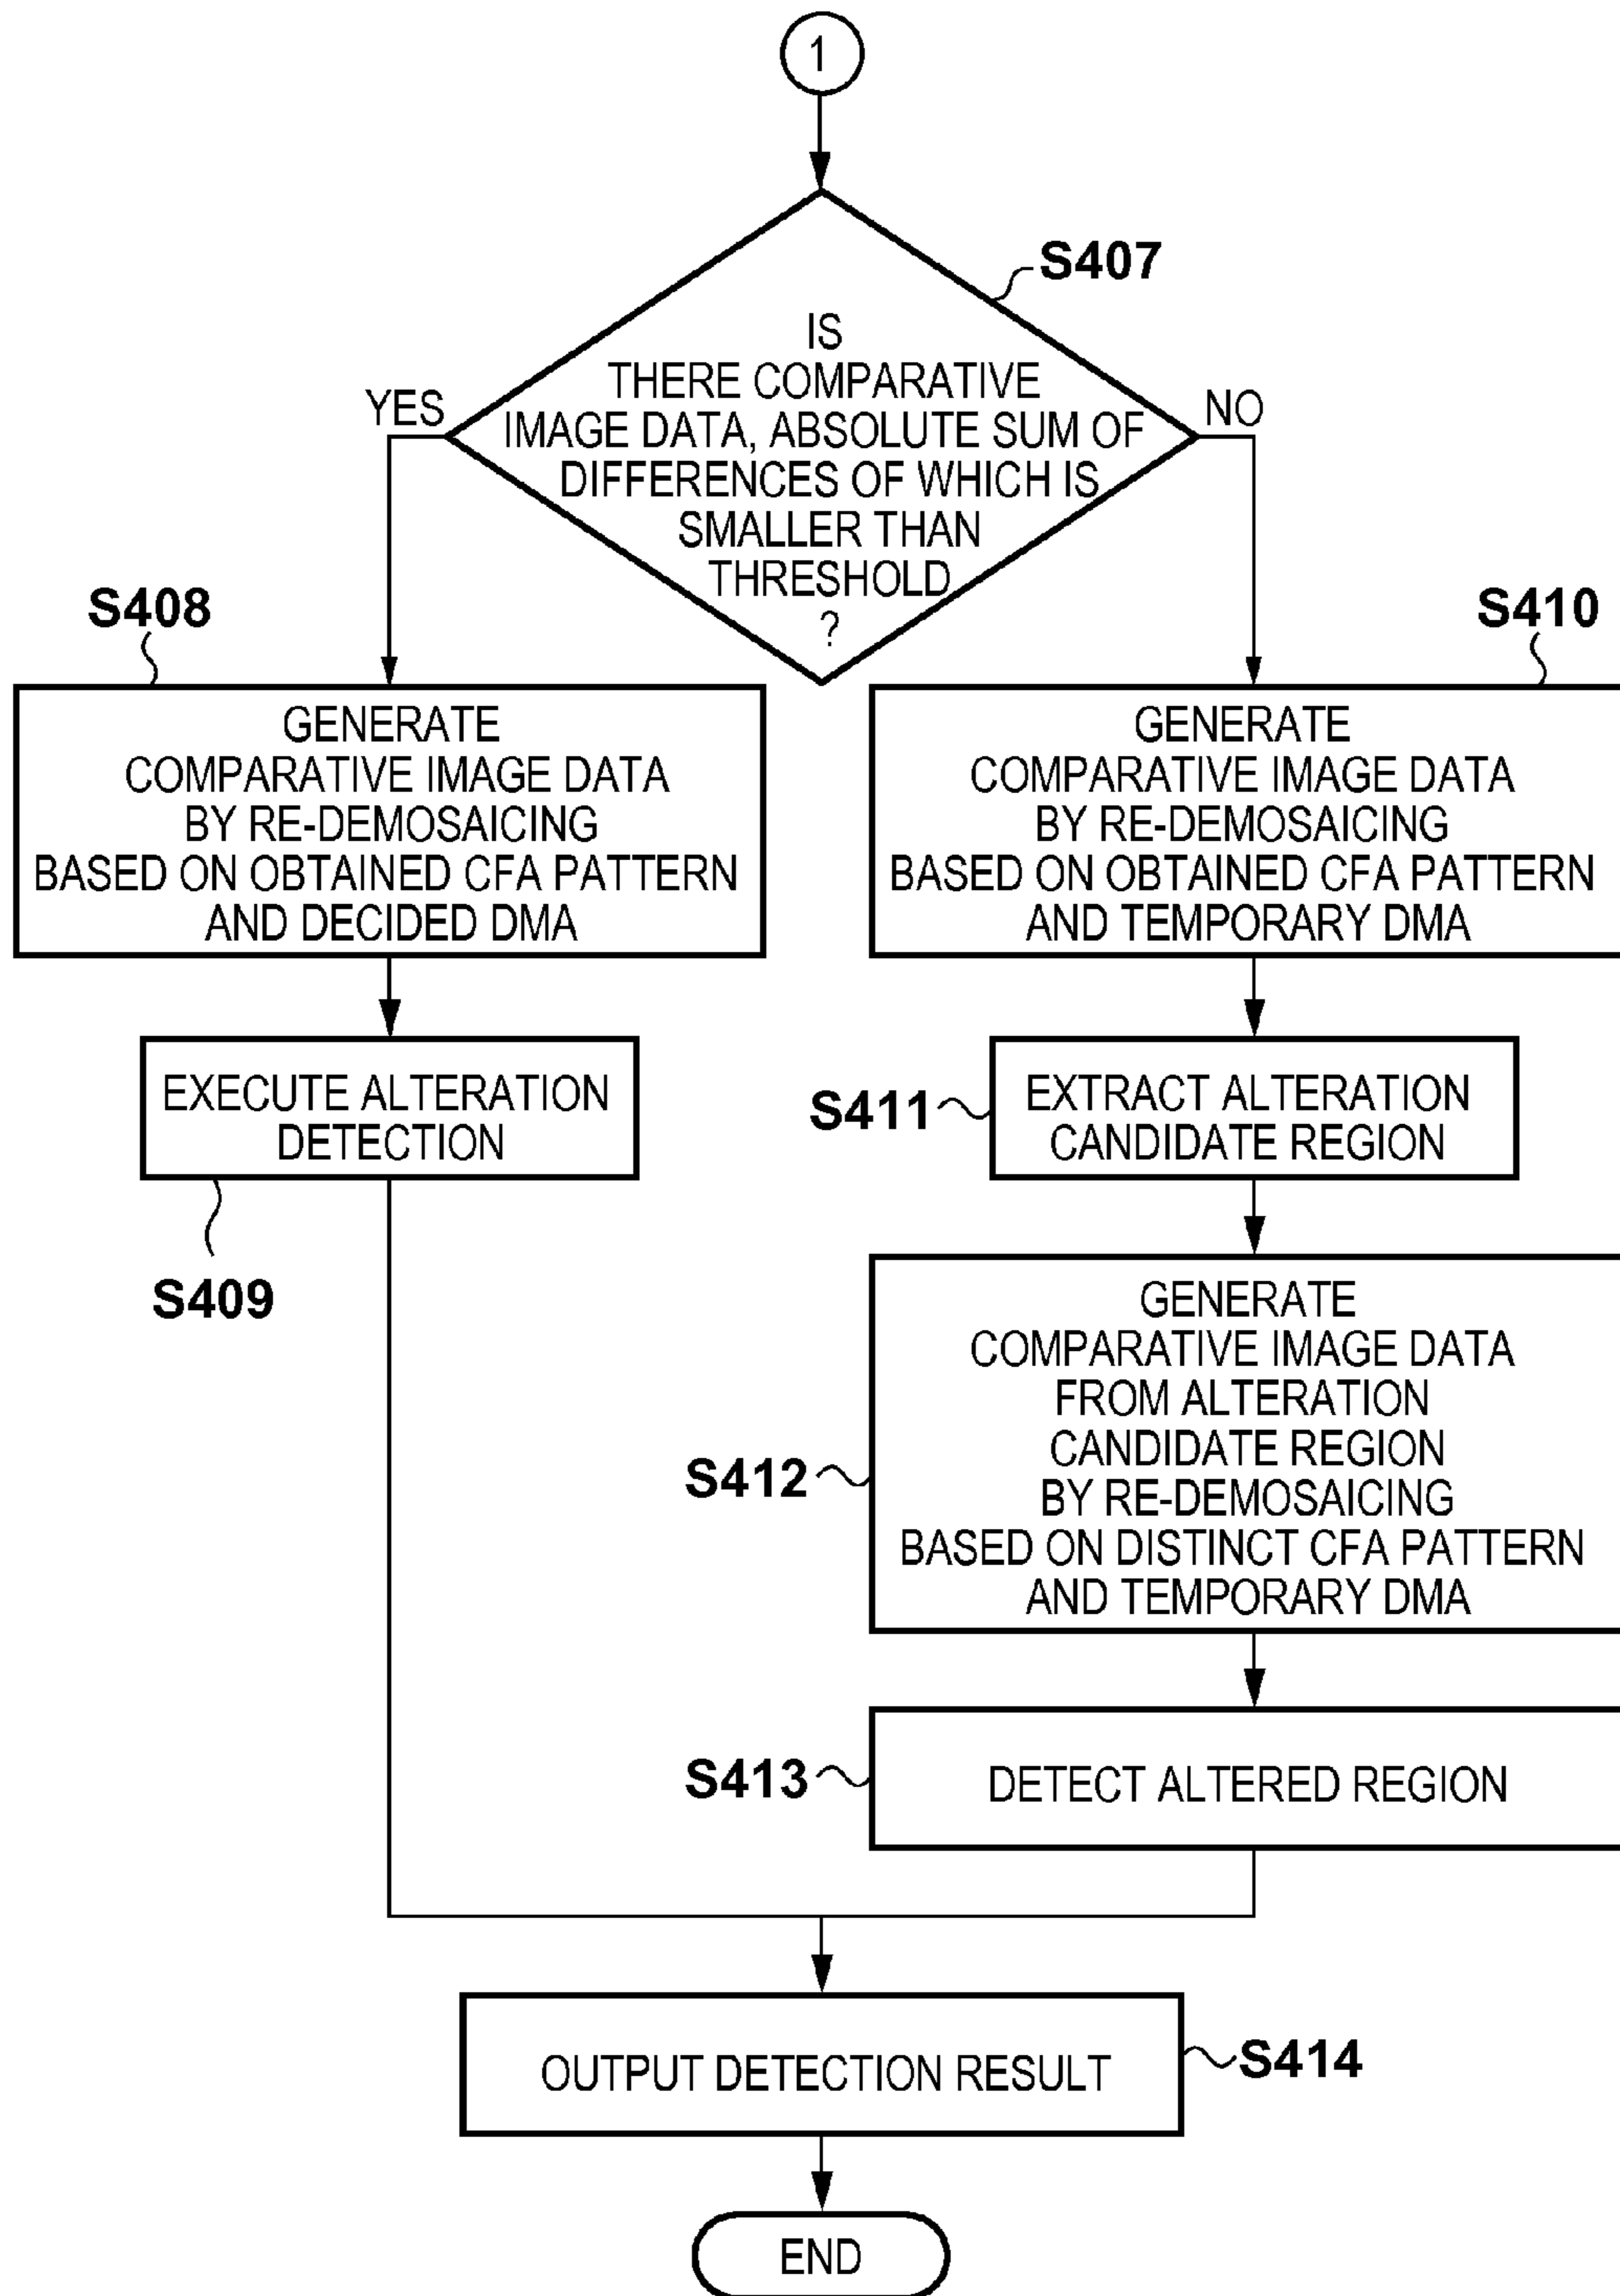 1
S407
IS
THERE COMPARATIVE
IMAGE DATA, ABSOLUTE SUM OF
DIFFERENCES OF WHICH IS
SMALLER THAN
THRESHOLD
?
YES
NO
S408
GENERATE
COMPARATIVE IMAGE DATA
BY RE-DEMOSAICING
BASED ON OBTAINED CFA PATTERN
AND DECIDED DMA
S410
GENERATE
COMPARATIVE IMAGE DATA
BY RE-DEMOSAICING
BASED ON OBTAINED CFA PATTERN
AND TEMPORARY DMA
EXECUTE ALTERATION
DETECTION
S409
S411
EXTRACT ALTERATION
CANDIDATE REGION
S412
GENERATE
COMPARATIVE IMAGE DATA
FROM ALTERATION
CANDIDATE REGION
BY RE-DEMOSAICING
BASED ON DISTINCT CFA PATTERN
AND TEMPORARY DMA
S413
DETECT ALTERED REGION
OUTPUT DETECTION RESULT
S414
END